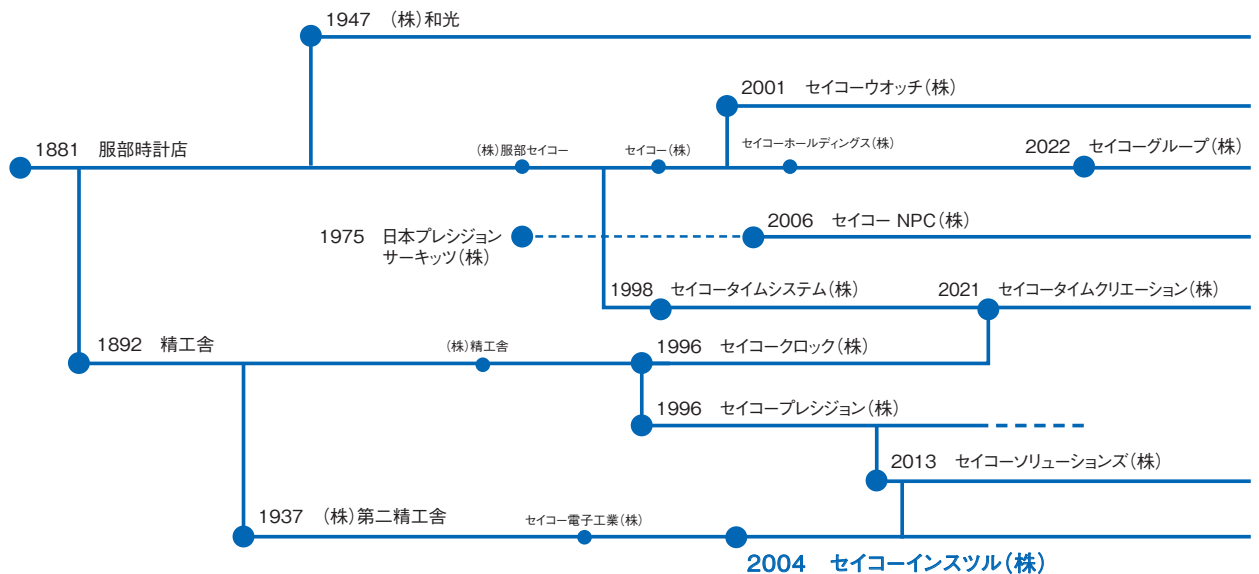 1947 (株)和光
2001 セイコーウオッチ(株)
1881 服部時計店
(株)服部セイコー
セイコー(株)
セイコーホールディングス(株)
2022 セイコーグループ(株)
1975 日本プレシジョン
サーキッツ(株)
2006 セイコー NPC(株)
1998 セイコータイムシステム(株)
2021 セイコータイムクリエーション(株)
1892 精工舎
(株)精工舎
1996 セイコークロック(株)
1996 セイコープレシジョン(株)
2013 セイコーソリューションズ(株)
1937 (株)第二精工舎
セイコー電子工業(株)
2004 セイコーインスツル(株)